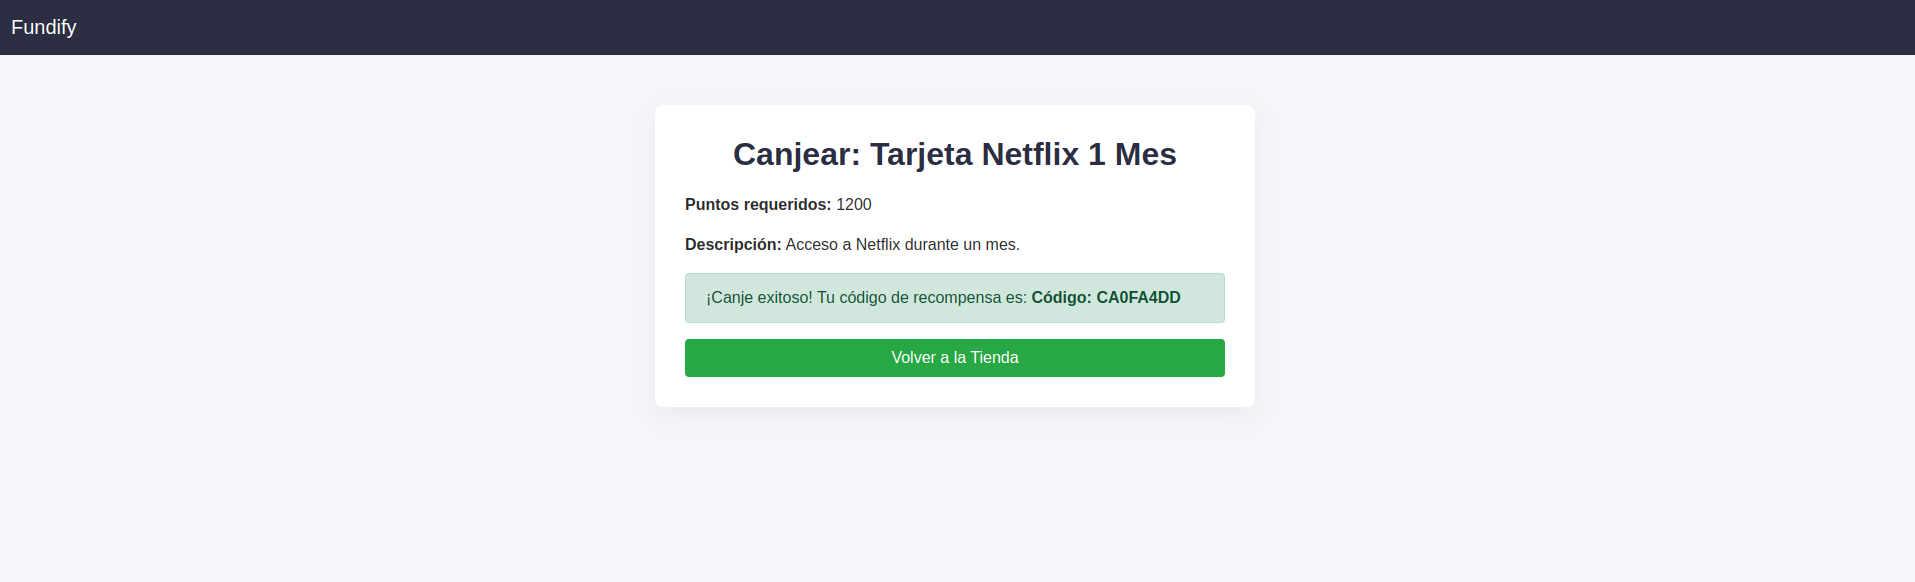 Fundify
Canjear: Tarjeta Netflix 1 Mes
Puntos requeridos: 1200
Descripción: Acceso a Netflix durante un mes.
¡Canje exitoso! Tu código de recompensa es: Código: CA0FA4DD
Volver a la Tienda